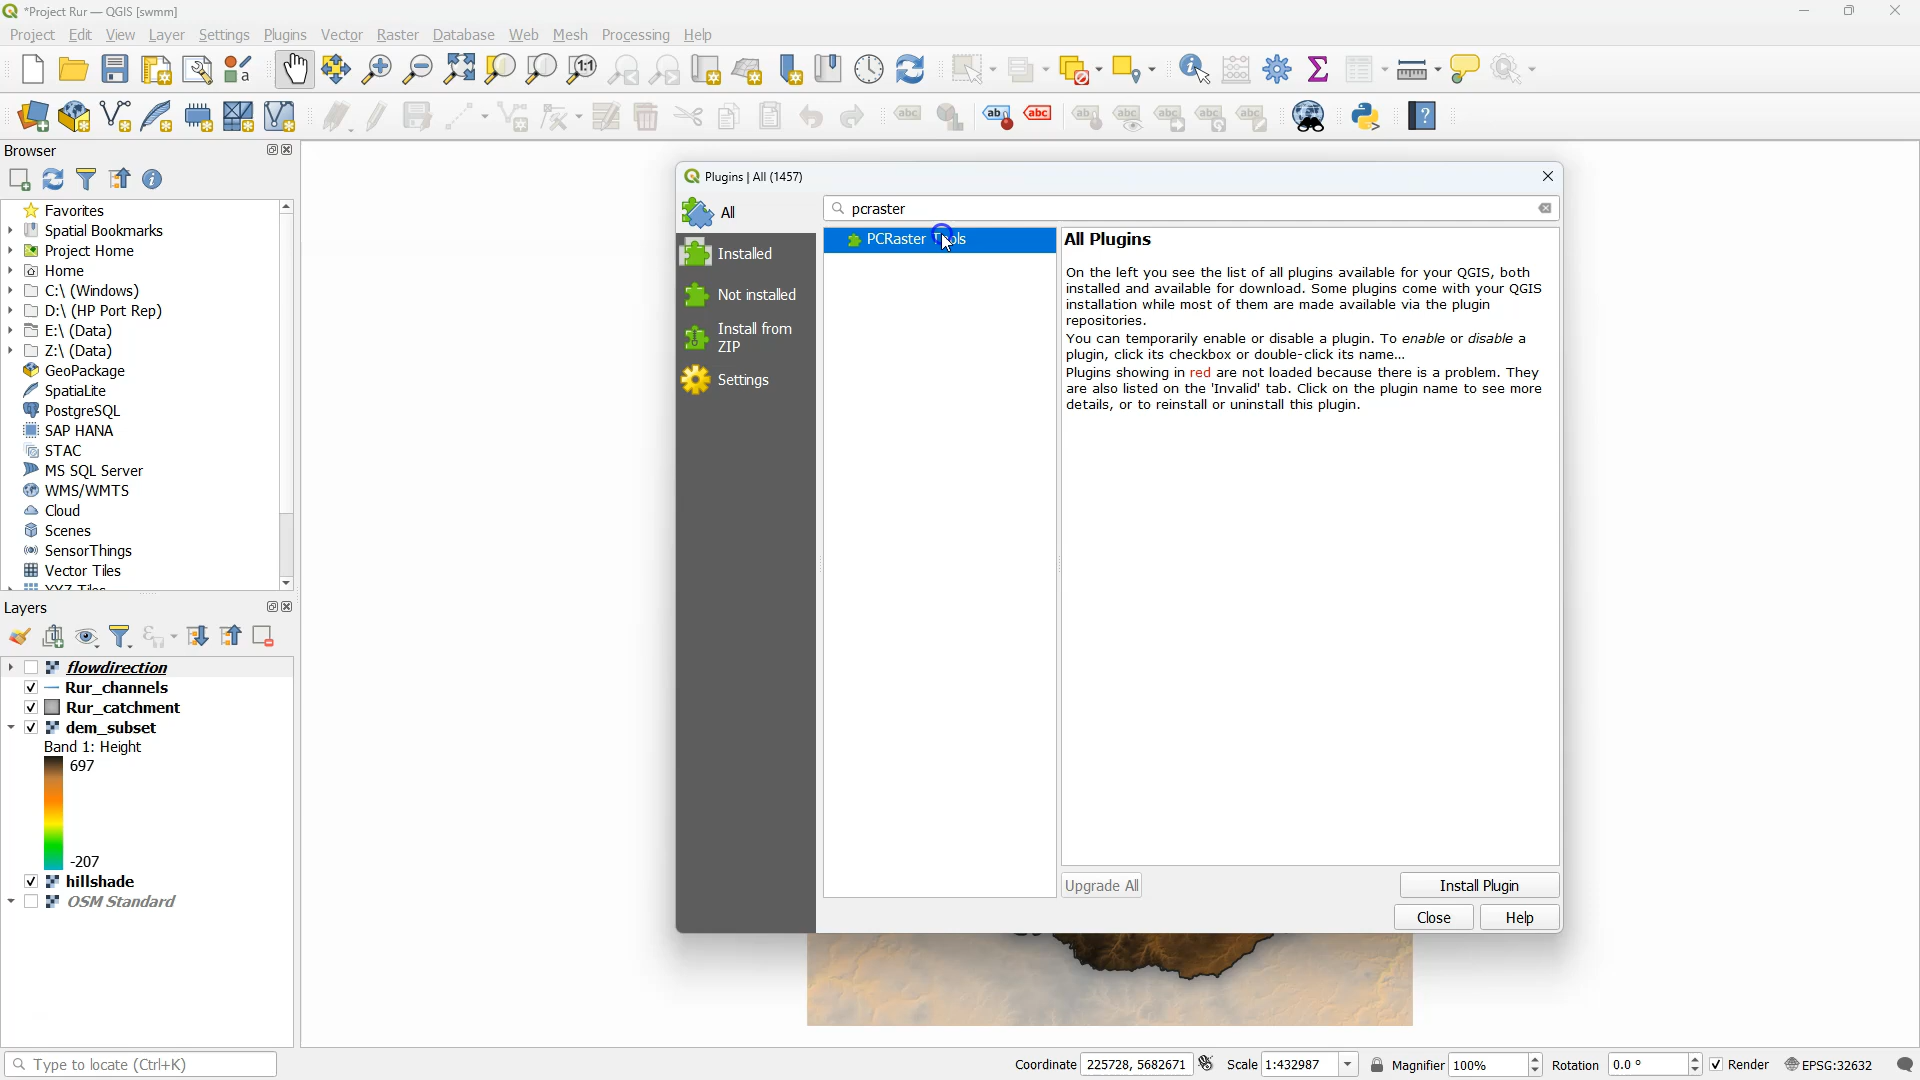 *Project Rur — QGIS [swmm]
Project Edit View Layer Settings Plugins Vector Raster Database Web Mesh Processing Help
Browser
Favorites
Spatial Bookmarks
Project Home
Home
C:\ (Windows)
D:\ (HP Port Rep)
E:\ (Data)
Z:\ (Data)
GeoPackage
SpatiaLite
PostgreSQL
SAP HANA
STAC
MS SQL Server
WMS/WMTS
Cloud
Scenes
SensorThings
Vector Tiles
XYZ Tiles
Layers
flowdirection
Rur_channels
Rur_catchment
dem_subset
Band 1: Height
697
-207
hillshade
OSM Standard
Plugins | All (1457)
All
Installed
Not installed
Install from
ZIP
Settings
pcraster
PCRaster Tools
All Plugins
On the left you see the list of all plugins available for your QGIS, both
installed and available for download. Some plugins come with your QGIS
installation while most of them are made available via the plugin
repositories.
You can temporarily enable or disable a plugin. To enable or disable a
plugin, click its checkbox or double-click its name...
Plugins showing in red are not loaded because there is a problem. They
are also listed on the 'Invalid' tab. Click on the plugin name to see more
details, or to reinstall or uninstall this plugin.
Upgrade All
Install Plugin
Close
Help
Type to locate (Ctrl+K)
Coordinate 225728, 5682671 Scale 1:432987 Magnifier 100% Rotation 0.0 ° Render EPSG:32632